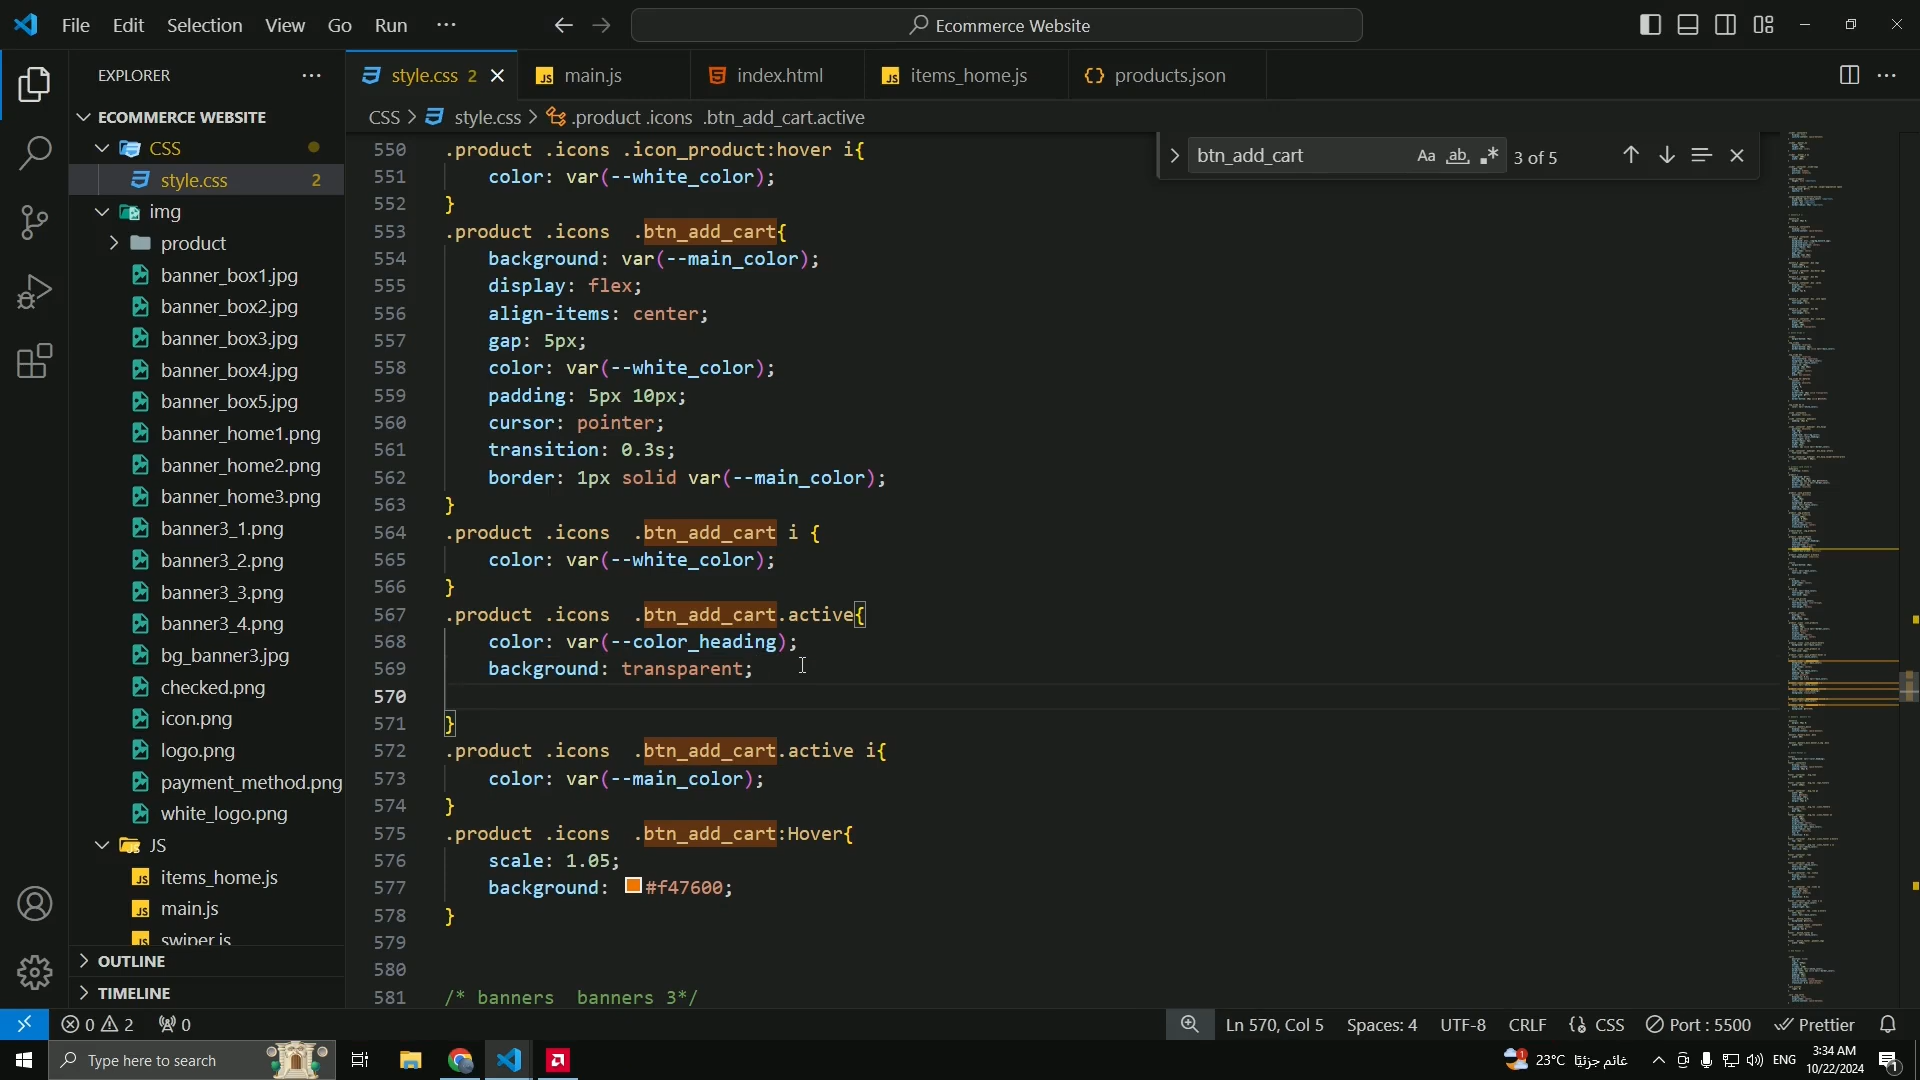 File Edit Selection View Go Run ···
Ecommerce Website
EXPLORER
style.css 2
main.js
index.html
items_home.js
products.json
CSS > style.css > .product .icons .btn_add_cart.active
btn_add_cart
Aa ab 3 of 5
ECOMMERCE WEBSITE
CSS
style.css 2
img
product
banner_box1.jpg
banner_box2.jpg
banner_box3.jpg
banner_box4.jpg
banner_box5.jpg
banner_home1.png
banner_home2.png
banner_home3.png
banner3_1.png
banner3_2.png
banner3_3.png
banner3_4.png
bg_banner3.jpg
checked.png
icon.png
logo.png
payment_method.png
white_logo.png
JS
items_home.js
main.js
swiper.js
OUTLINE
TIMELINE
550 .product .icons .icon_product:hover i{
551 color: var(--white_color);
552 }
553 .product .icons  .btn_add_cart{
554 background: var(--main_color);
555 display: flex;
556 align-items: center;
557 gap: 5px;
558 color: var(--white_color);
559 padding: 5px 10px;
560 cursor: pointer;
561 transition: 0.3s;
562 border: 1px solid var(--main_color);
563 }
564 .product .icons  .btn_add_cart i {
565 color: var(--white_color);
566 }
567 .product .icons  .btn_add_cart.active{
568 color: var(--color_heading);
569 background: transparent;
570
571 }
572 .product .icons  .btn_add_cart.active i{
573 color: var(--main_color);
574 }
575 .product .icons  .btn_add_cart:Hover{
576 scale: 1.05;
577 background: #f47600;
578 }
579
580
581 /* banners  banners 3*/
0 2 0
Ln 570, Col 5 Spaces: 4 UTF-8 CRLF {} CSS Port : 5500 Prettier
Type here to search
1 23°C غائم جزئيًا ENG
3:34 AM
10/22/2024
1